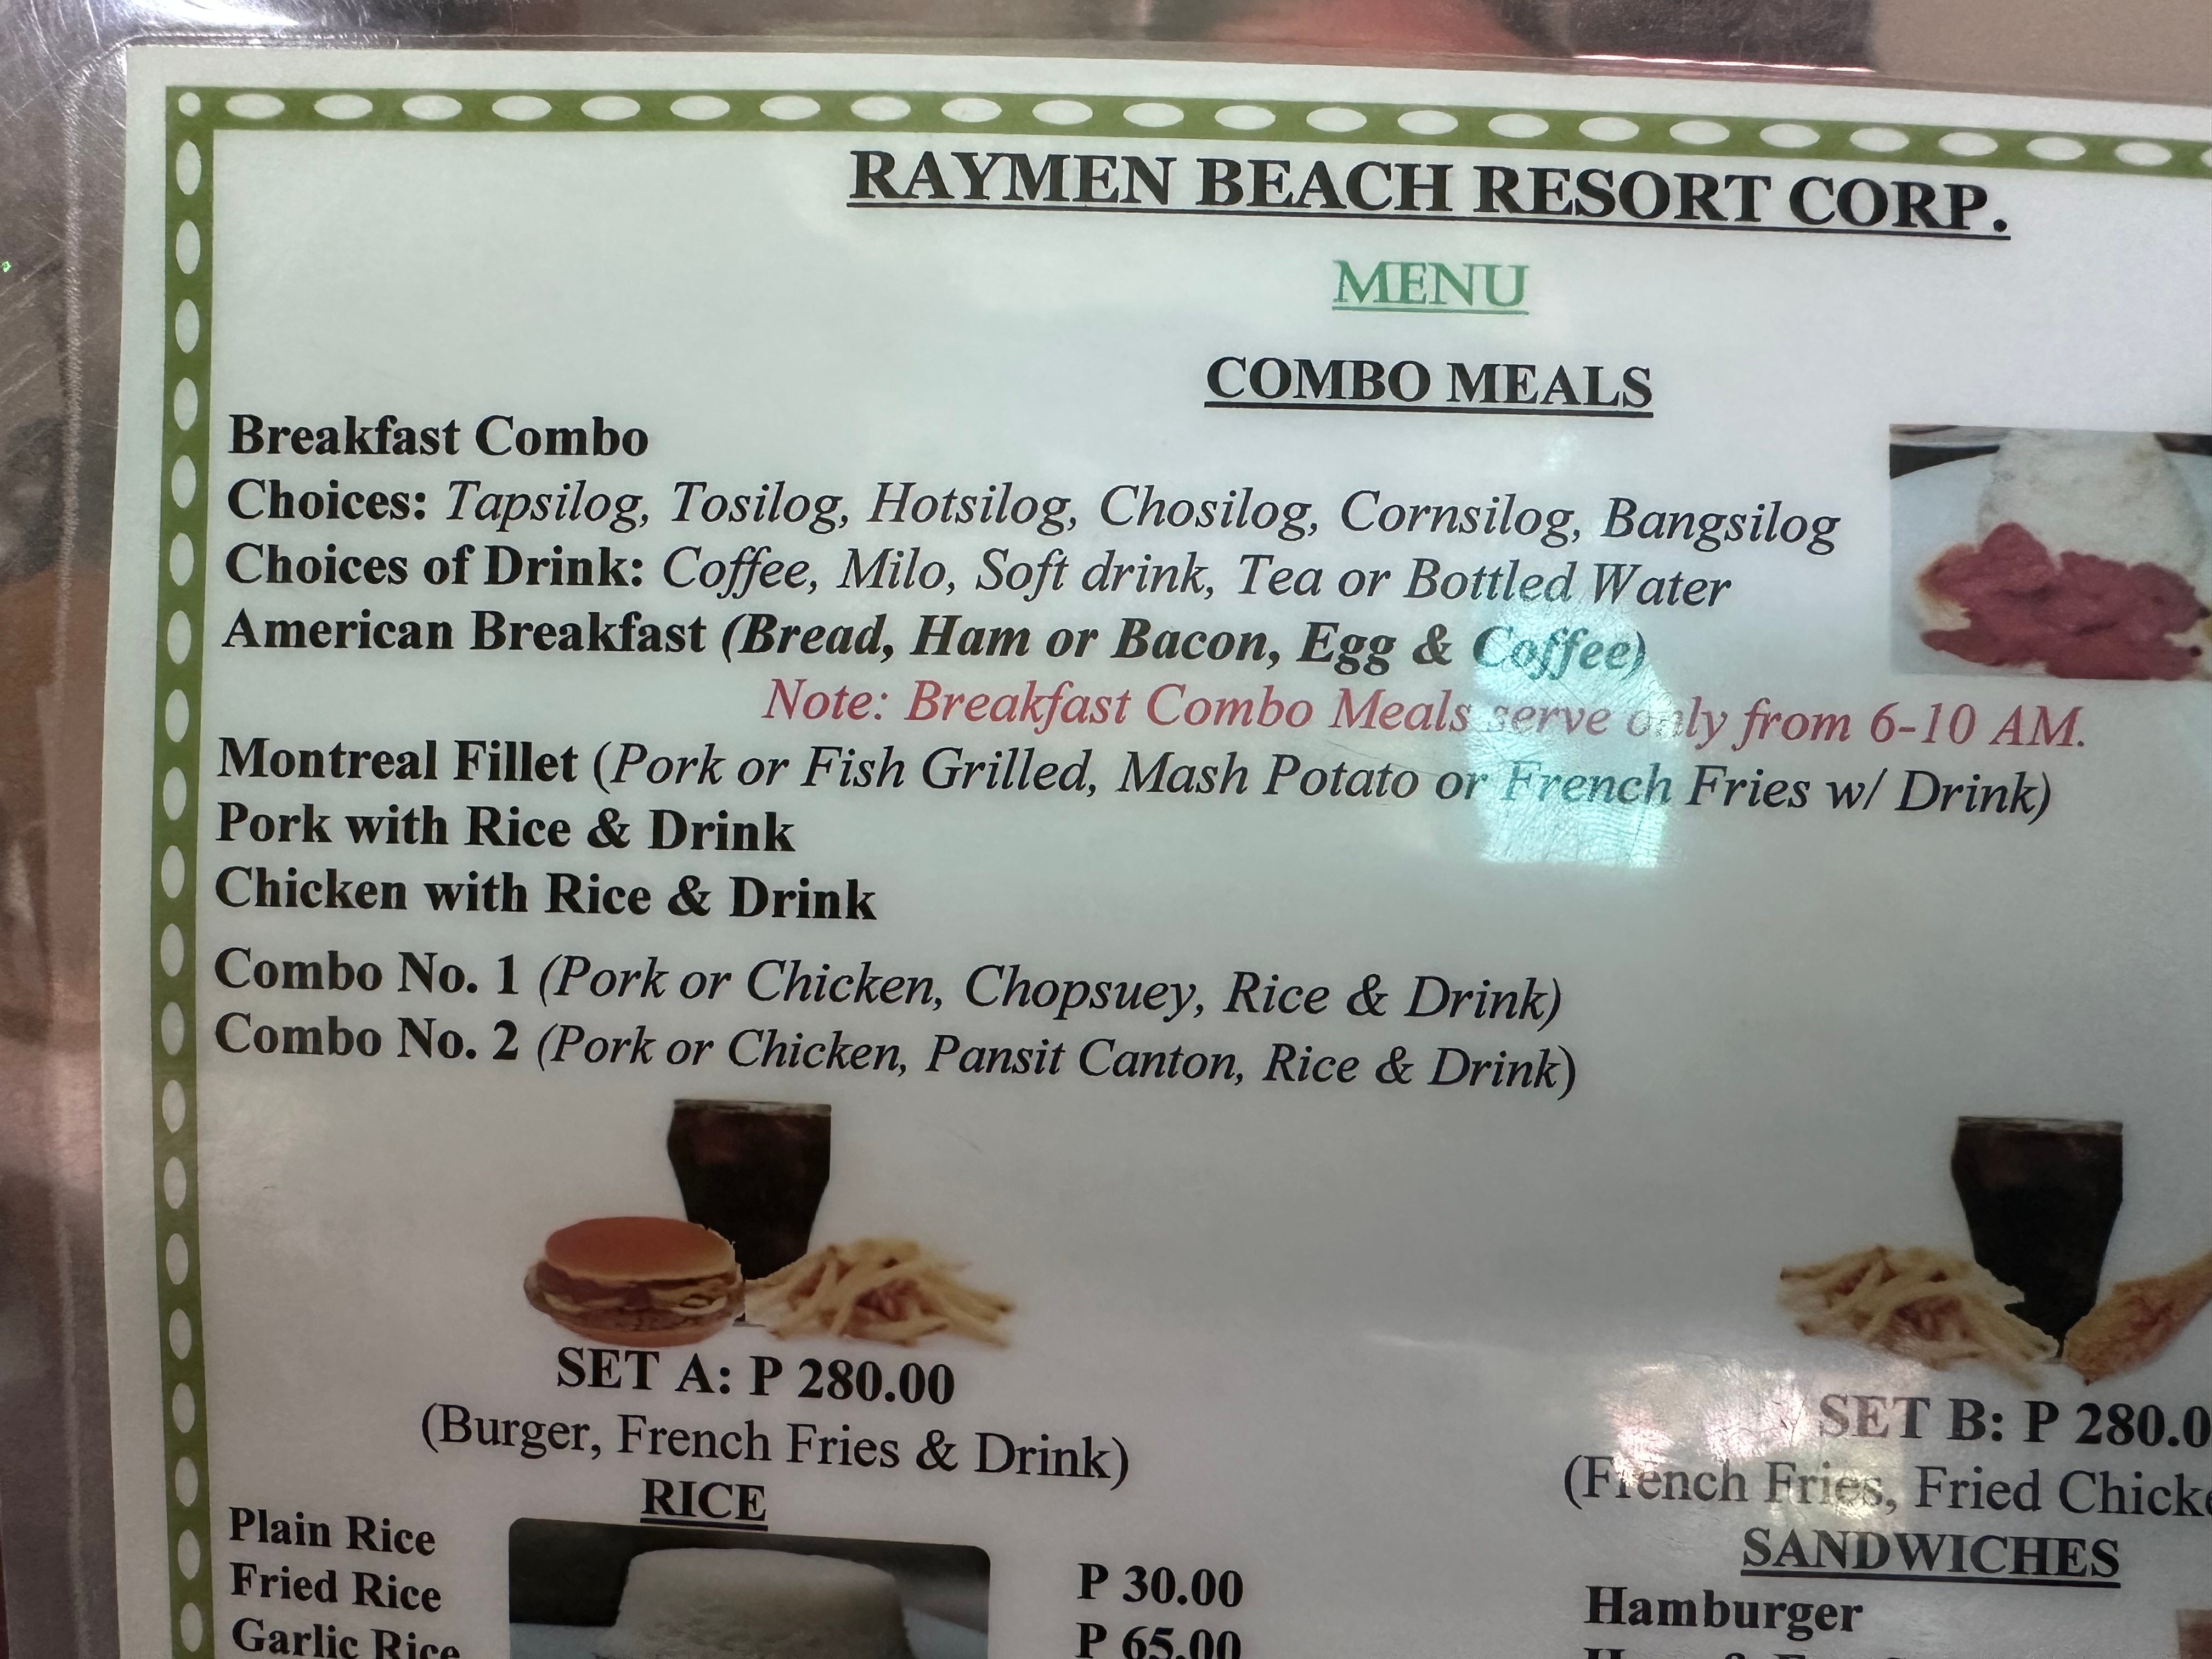 RAYMEN BEACH RESORT CORP.
MENU
COMBO MEALS
Breakfast Combo
Choices: Tapsilog, Tosilog, Hotsilog, Chosilog, Cornsilog, Bangsilog
Choices of Drink: Coffee, Milo, Soft drink, Tea or Bottled Water
American Breakfast (Bread, Ham or Bacon, Egg & Coffee)
Note: Breakfast Combo Meals serve only from 6-10 AM.
Montreal Fillet (Pork or Fish Grilled, Mash Potato or French Fries w/ Drink)
Pork with Rice & Drink
Chicken with Rice & Drink
Combo No. 1 (Pork or Chicken, Chopsuey, Rice & Drink)
Combo No. 2 (Pork or Chicken, Pansit Canton, Rice & Drink)
SET A: P 280.00
(Burger, French Fries & Drink)
SET B: P 280.0
(French Fries, Fried Chicke
RICE
Plain Rice
Fried Rice P 30.00
Garlic Rice P 65.00
SANDWICHES
Hamburger